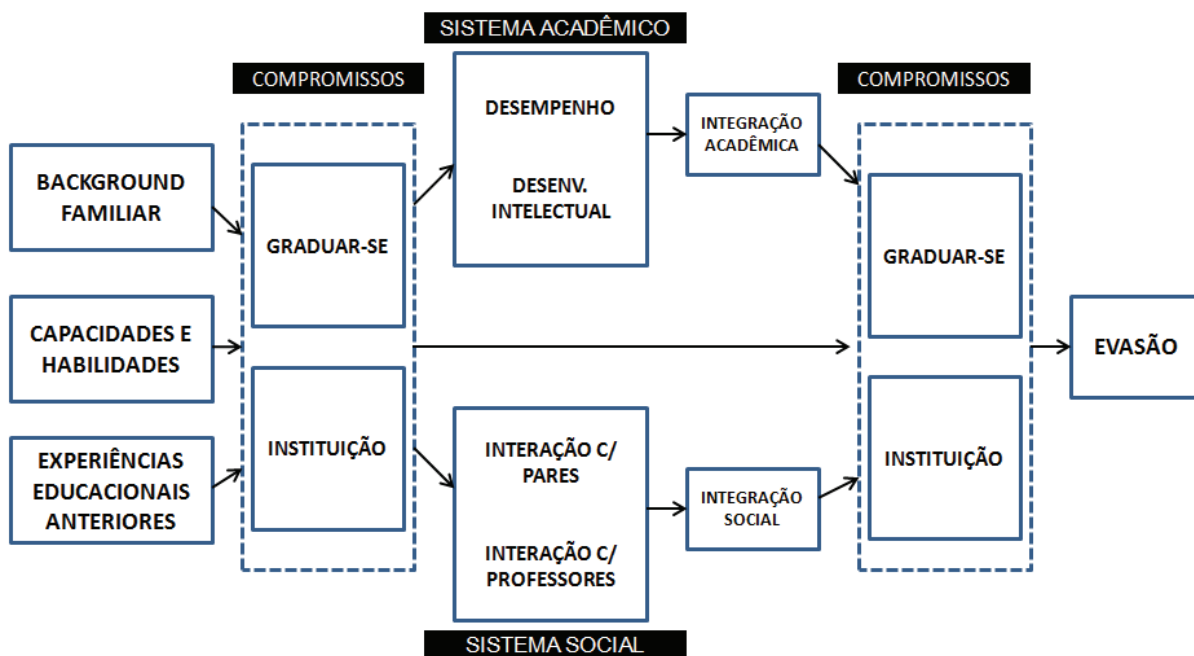 SISTEMA ACADÊMICO
COMPROMISSOS
COMPROMISSOS
BACKGROUND
FAMILIAR
CAPACIDADES E
HABILIDADES
EXPERIÊNCIAS
EDUCACIONAIS
ANTERIORES
GRADUAR-SE
INSTITUIÇÃO
DESEMPENHO
DESENV.
INTELECTUAL
INTERAÇÃO C/
PARES
INTERAÇÃO C/
PROFESSORES
SISTEMA SOCIAL
INTEGRAÇÃO
ACADÊMICA
INTEGRAÇÃO
SOCIAL
GRADUAR-SE
INSTITUIÇÃO
EVASÃO